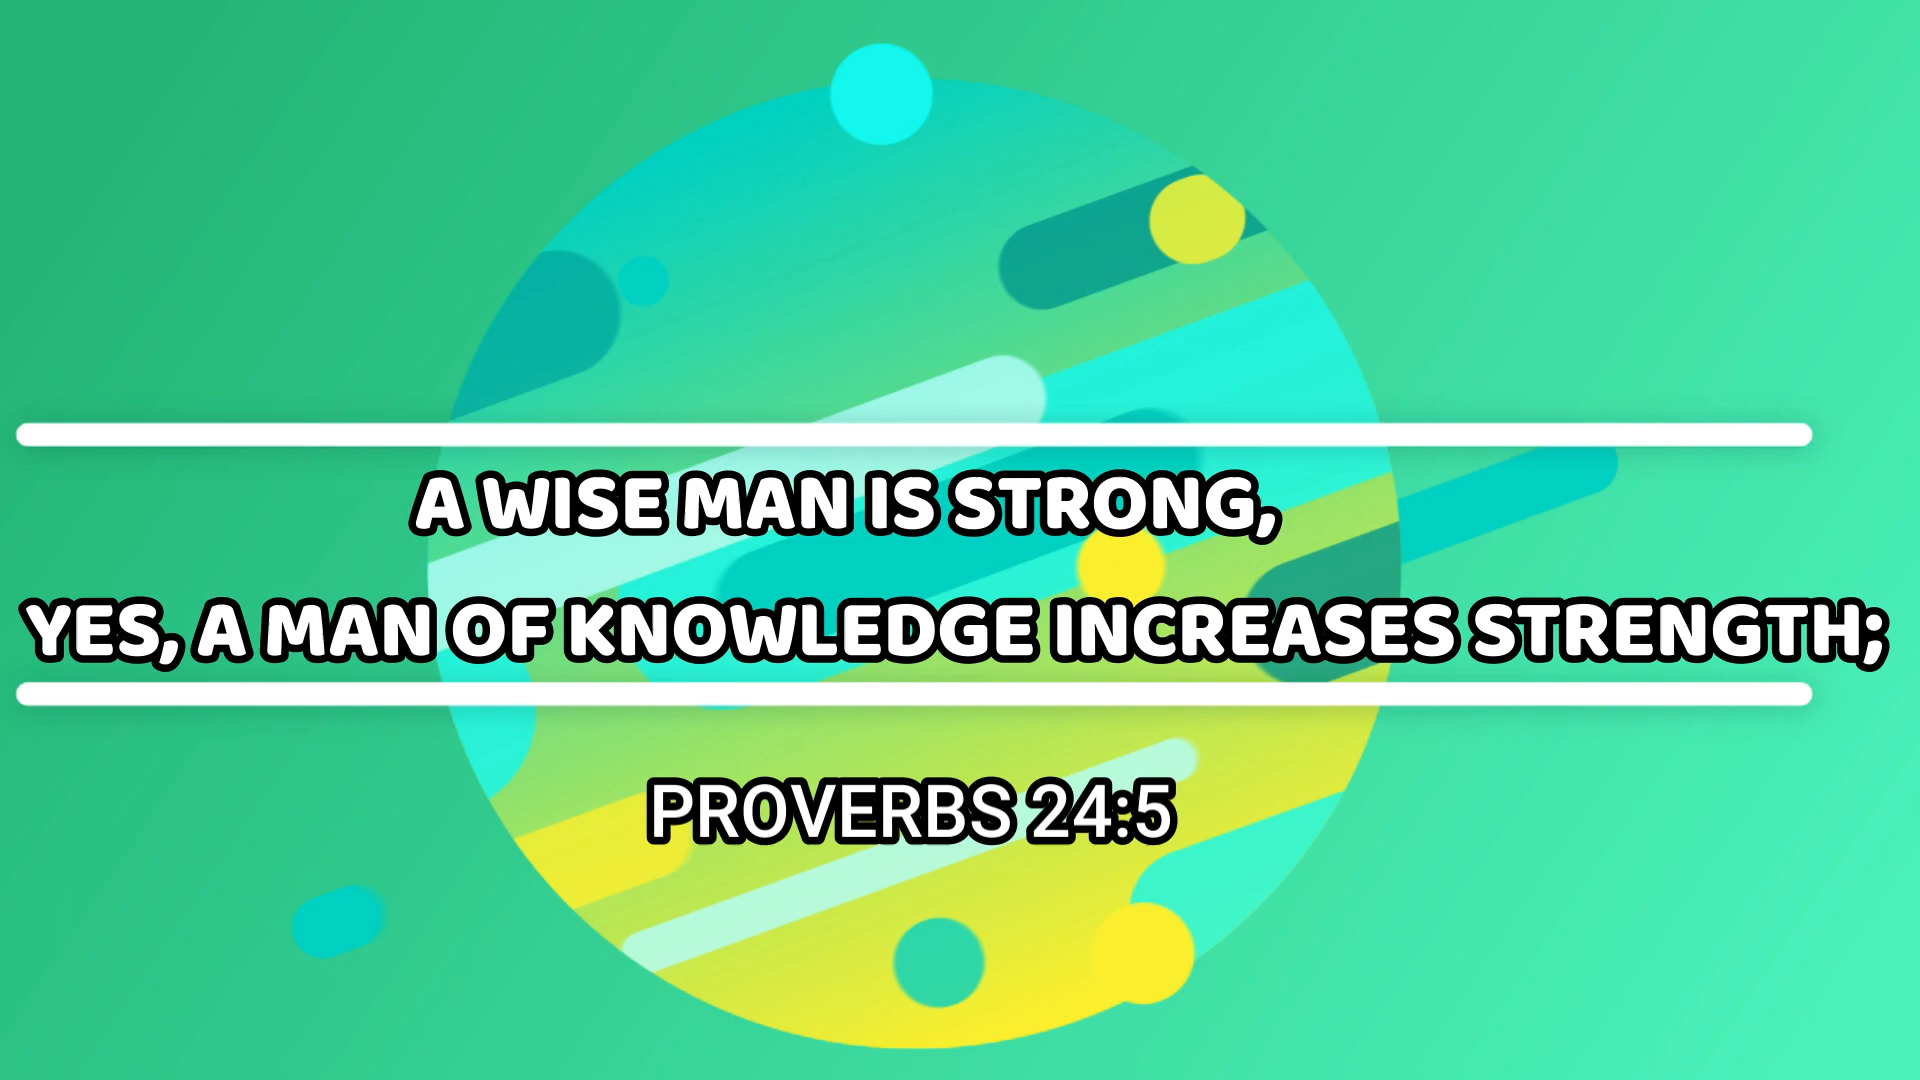 A WISE MAN IS STRONG,
YES, A MAN OF KNOWLEDGE INCREASES STRENGTH;
PROVERBS 24:5